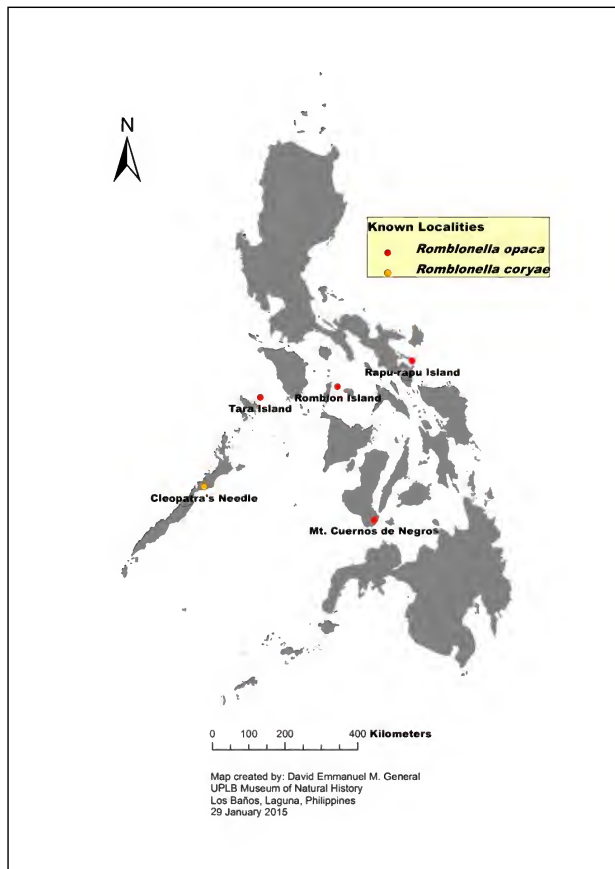 N
Known Localities
Romblonella opaca
Romblonella coryae
Rapu-rapu Island
Romblon Island
Tara Island
Cleopatra's Needle
Mt. Cuernos de Negros
0 100 200 400 Kilometers
Map created by: David Emmanuel M. General
UPLB Museum of Natural History
Los Baños, Laguna, Philippines
29 January 2015